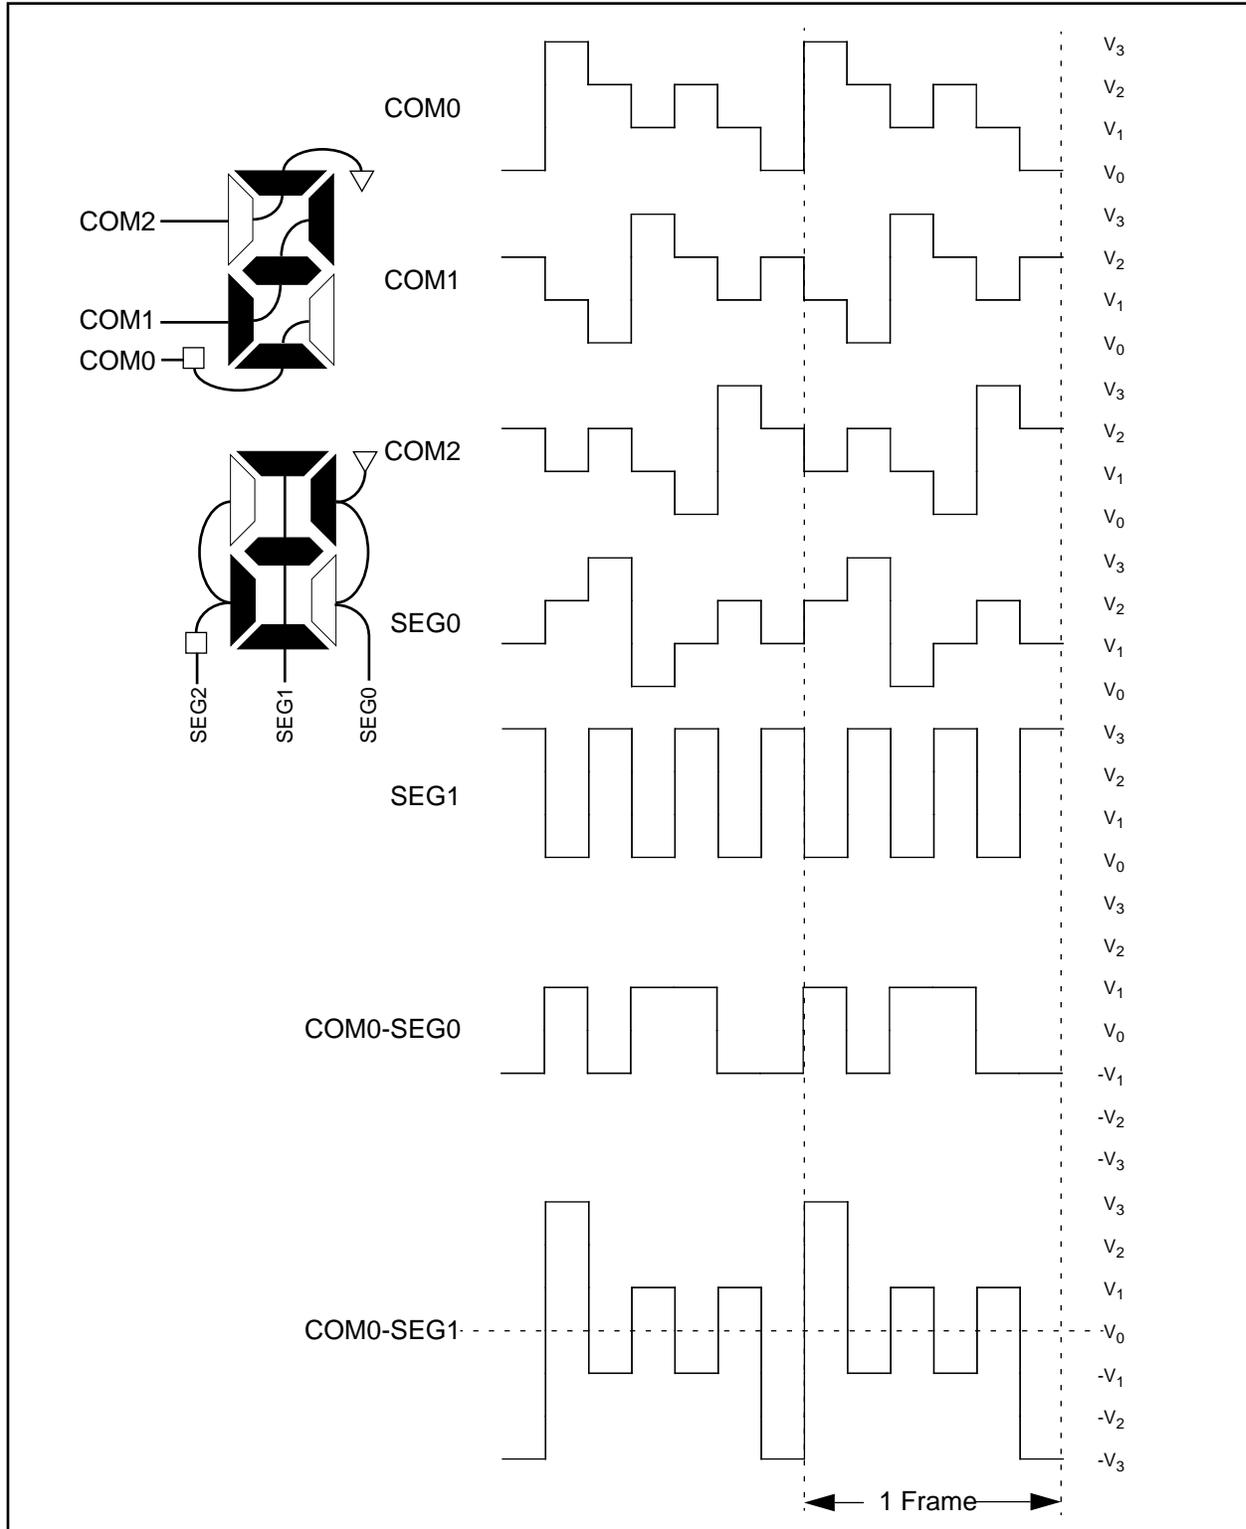 COM0
V3
V2
V1
V0
COM2
COM1
COM0
COM1
V3
V2
V1
V0
COM2
V3
V2
V1
V0
SEG2
SEG1
SEG0
SEG0
V3
V2
V1
V0
SEG1
V3
V2
V1
V0
COM0-SEG0
V3
V2
V1
V0
-V1
-V2
-V3
COM0-SEG1
V3
V2
V1
V0
-V1
-V2
-V3
1 Frame